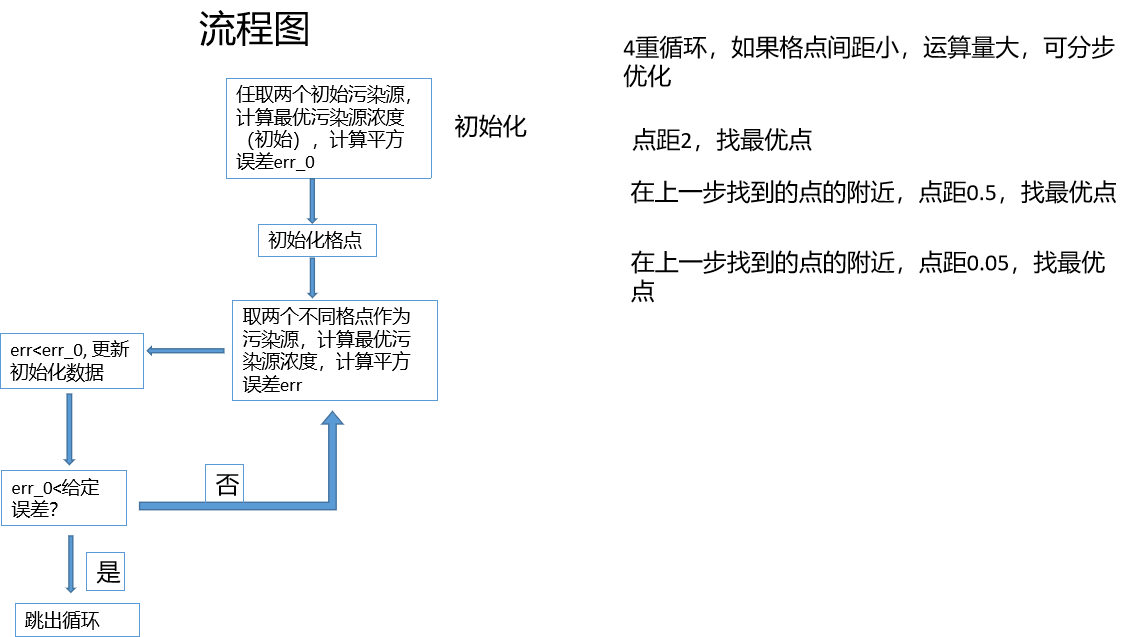 流程图
任取两个初始污染源，
计算最优污染源浓度
（初始），计算平方
误差err_0
初始化
初始化格点
取两个不同格点作为
污染源，计算最优污
染源浓度，计算平方
误差err
err<err_0, 更新
初始化数据
err_0<给定
误差？
否
是
跳出循环
4重循环，如果格点间距小，运算量大，可分步
优化
点距2，找最优点
在上一步找到的点的附近，点距0.5，找最优点
在上一步找到的点的附近，点距0.05，找最优
点